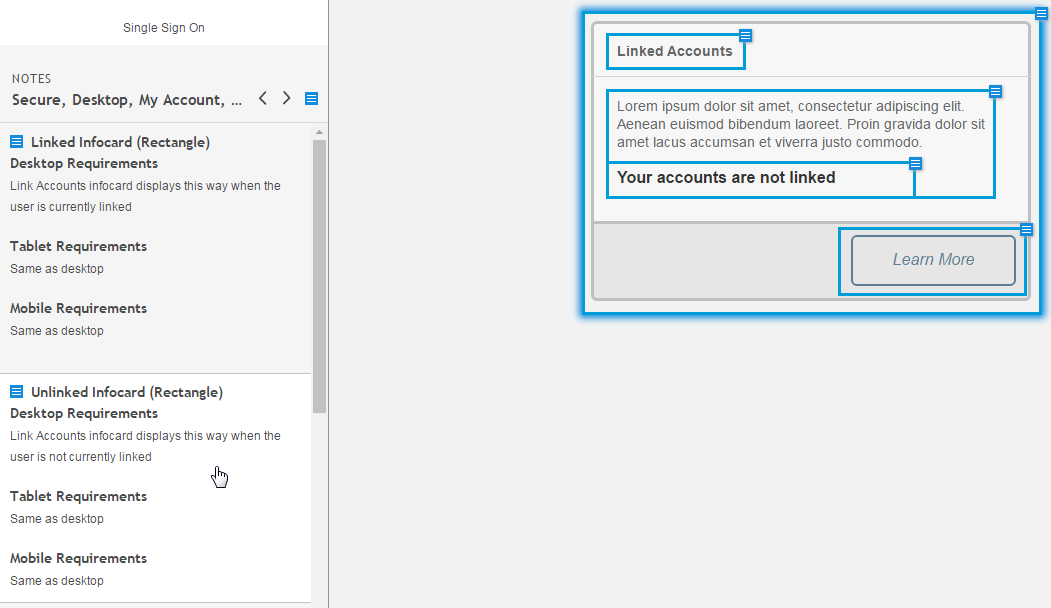 Single Sign On
NOTES
Secure, Desktop, My Account, ...
Linked Infocard (Rectangle)
Desktop Requirements
Link Accounts infocard displays this way when the
user is currently linked
Tablet Requirements
Same as desktop
Mobile Requirements
Same as desktop
Unlinked Infocard (Rectangle)
Desktop Requirements
Link Accounts infocard displays this way when the
user is not currently linked
Tablet Requirements
Same as desktop
Mobile Requirements
Same as desktop
Linked Accounts
Lorem ipsum dolor sit amet, consectetur adipiscing elit.
Aenean euismod bibendum laoreet. Proin gravida dolor sit
amet lacus accumsan et viverra justo commodo.
Your accounts are not linked
Learn More